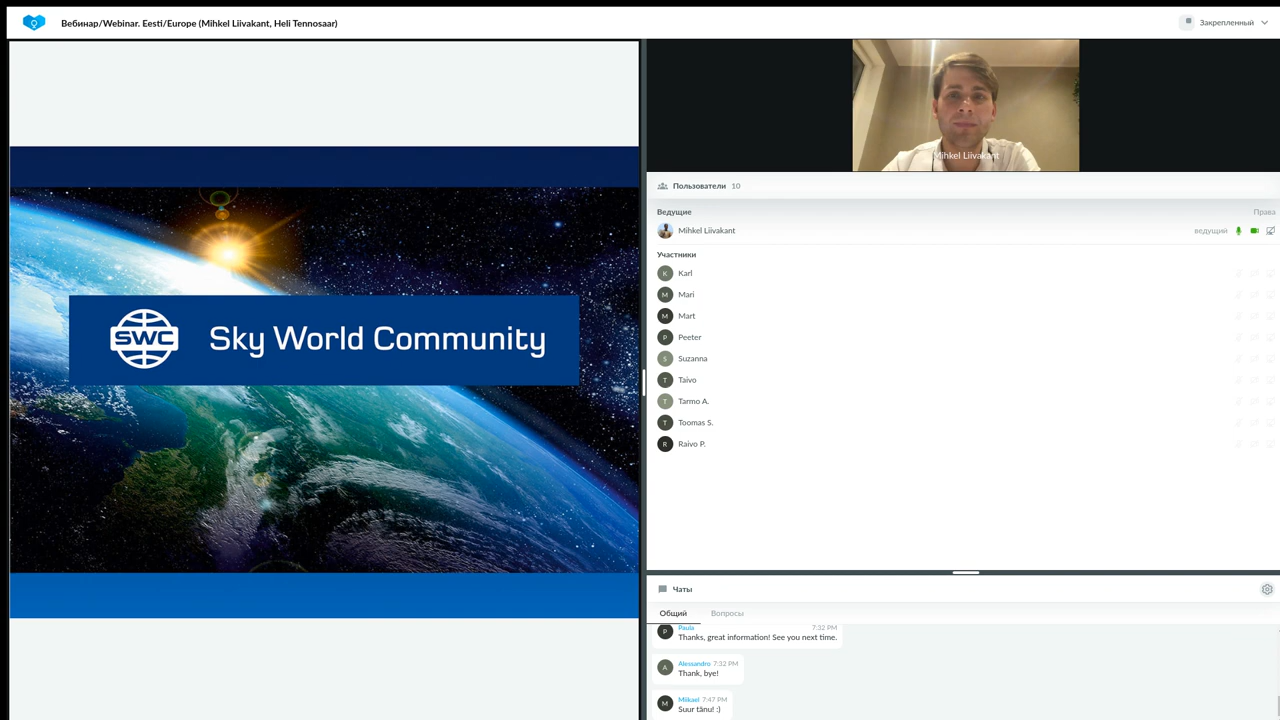 Вебинар/Webinar. Eesti/Europe (Mihkel Liivakant, Heli Tennosaar)
Закрепленный
SWC
Sky World Community
Mihkel Liivakant
Пользователи 10
Ведущие
Права
Mihkel Liivakant
ведущий
Участники
K Karl
M Mari
M Mart
P Peeter
S Suzanna
T Taivo
T Tarmo A.
T Toomas S.
R Raivo P.
Чаты
Общий
Вопросы
P Paula 7:32 PM
Thanks, great information! See you next time.
A Alessandro 7:32 PM
Thank, bye!
M Miikael 7:47 PM
Suur tänu! :)